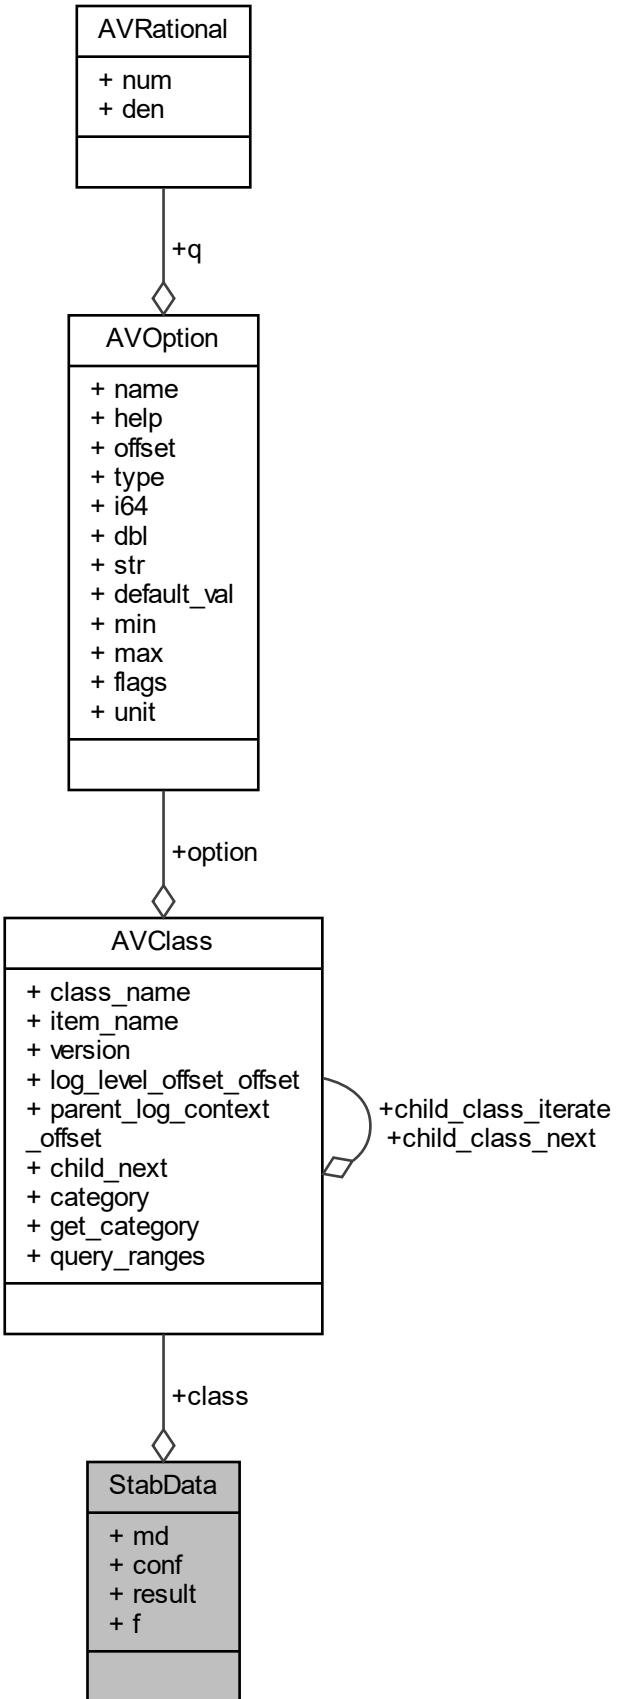 AVRational
+ num
+ den
+q
AVOption
+ name
+ help
+ offset
+ type
+ i64
+ dbl
+ str
+ default_val
+ min
+ max
+ flags
+ unit
+option
AVClass
+ class_name
+ item_name
+ version
+ log_level_offset_offset
+ parent_log_context
_offset
+ child_next
+ category
+ get_category
+ query_ranges
+child_class_iterate
+child_class_next
+class
StabData
+ md
+ conf
+ result
+ f